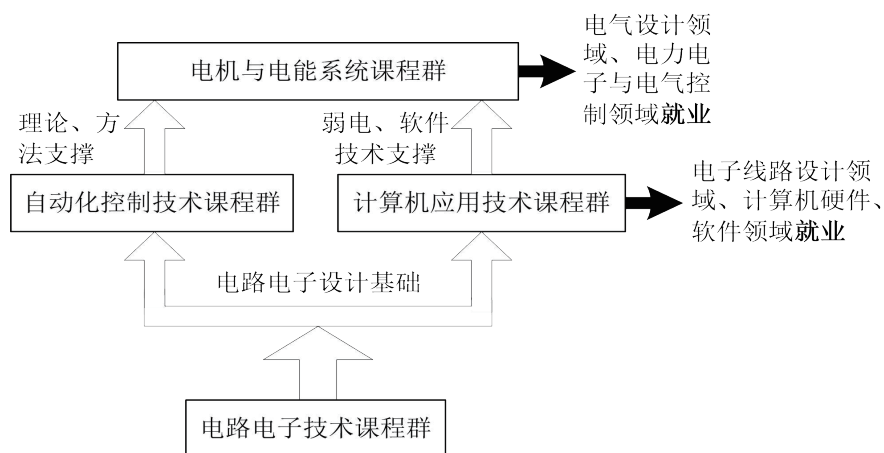 电机与电能系统课程群
电气设计领
域、电力电
子与电气控
制领域就业
理论、方
法支撑
弱电、软件
技术支撑
自动化控制技术课程群
计算机应用技术课程群
电子线路设计领
域、计算机硬件、
软件领域就业
电路电子设计基础
电路电子技术课程群